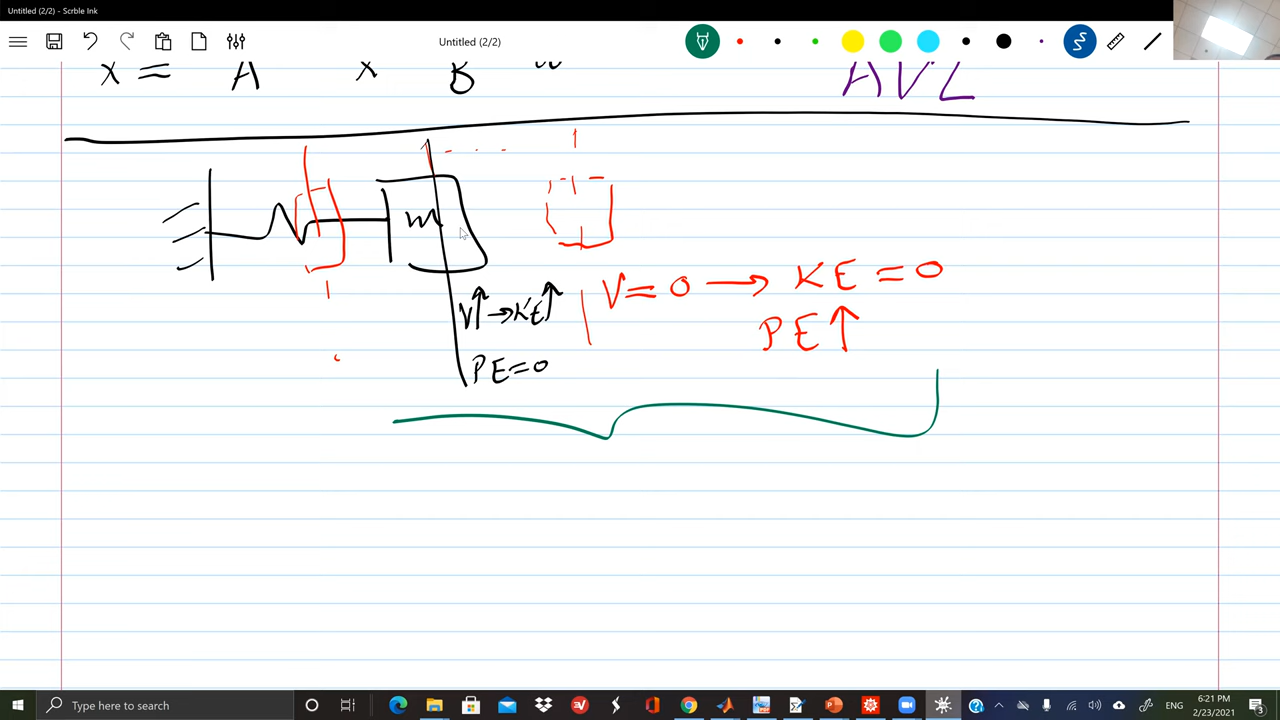 Untitled (2/2) - Scrble Ink
Untitled (2/2)
x = A x B
AVL
m
V↑ → KE↑
PE = 0
V = 0 → KE = 0
PE↑
Type here to search
ENG
6:21 PM
2/23/2021
3